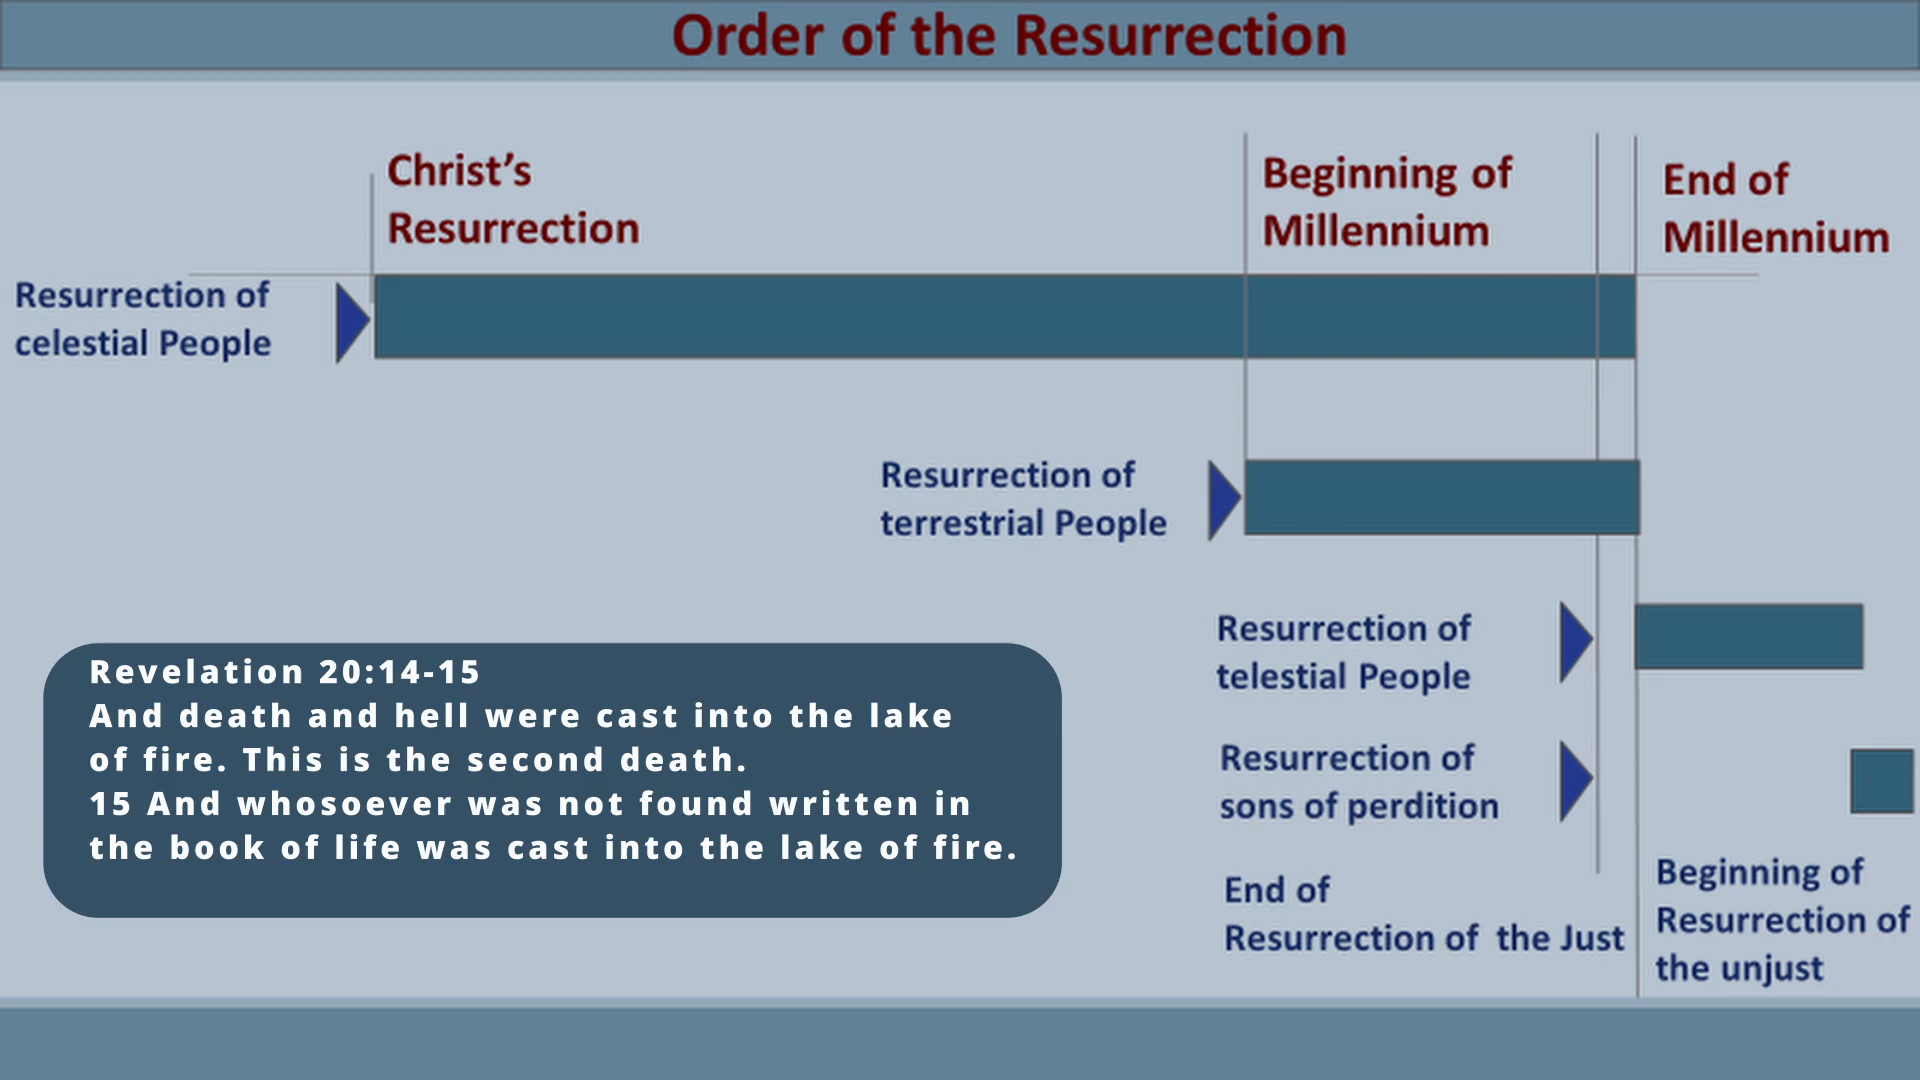 Order of the Resurrection
Christ’s
Resurrection
Beginning of
Millennium
End of
Millennium
Resurrection of
celestial People
Resurrection of
terrestrial People
Resurrection of
telestial People
Resurrection of
sons of perdition
Revelation 20:14-15
And death and hell were cast into the lake
of fire. This is the second death.
15 And whosoever was not found written in
the book of life was cast into the lake of fire.
End of
Resurrection of the Just
Beginning of
Resurrection of
the unjust